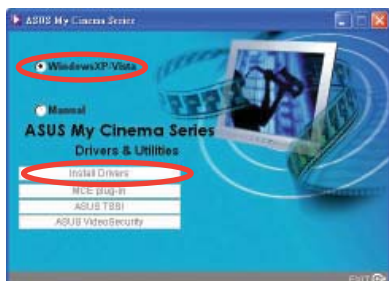 ASUS My Cinema Series
WindowsXP/Vista
Manual
ASUS My Cinema Series
Drivers & Utilities
Install Drivers
MCE plug-in
ASUS TSSI
ASUS VideoSecurity
EXIT